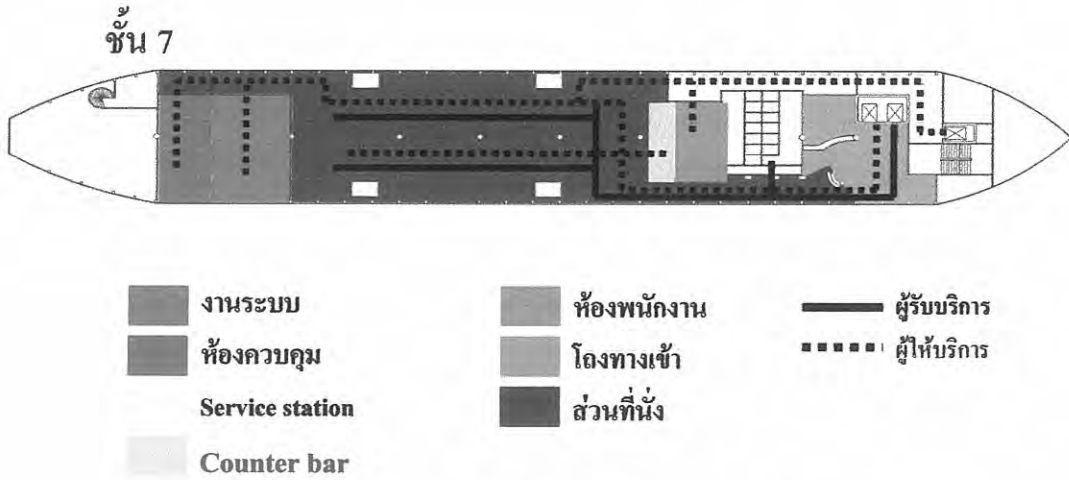 ชั้น 7
งานระบบ
ห้องควบคุม
Service station
Counter bar
ห้องพนักงาน
โถงทางเข้า
ส่วนที่นั่ง
ผู้รับบริการ
ผู้ให้บริการ